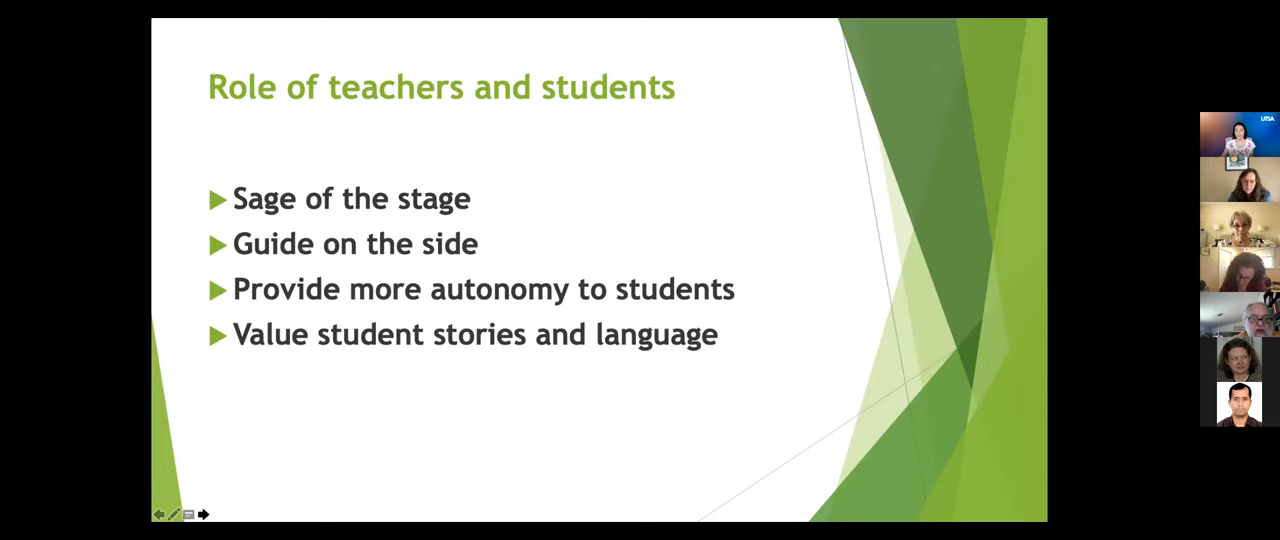 Role of teachers and students
Sage of the stage
Guide on the side
Provide more autonomy to students
Value student stories and language
UTSA